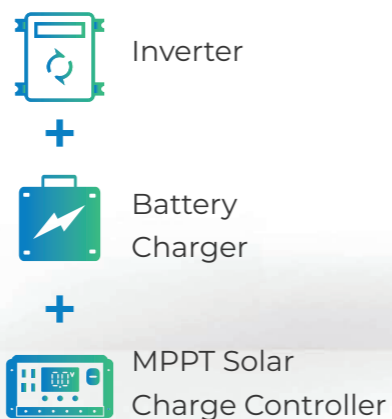 Inverter
+
Battery
Charger
+
MPPT Solar
Charge Controller